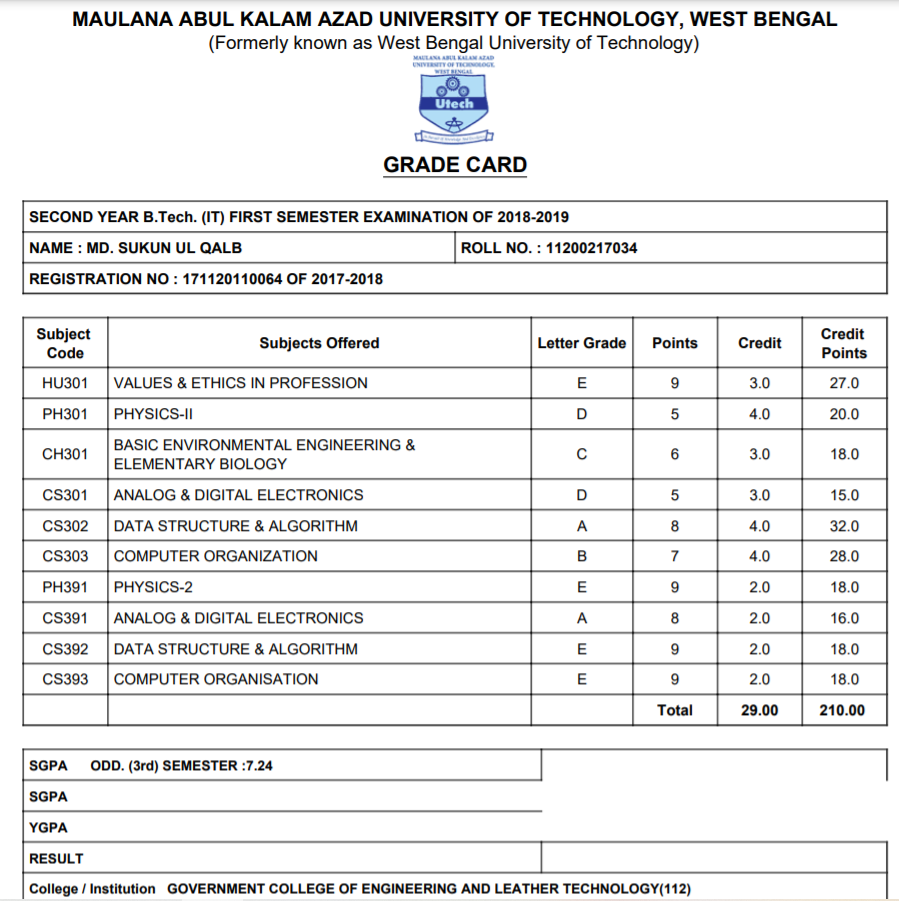 MAULANA ABUL KALAM AZAD UNIVERSITY OF TECHNOLOGY, WEST BENGAL
(Formerly known as West Bengal University of Technology)
MAULANA ABUL KALAM AZAD
UNIVERSITY OF TECHNOLOGY,
WEST BENGAL
Utech
GRADE CARD
SECOND YEAR B.Tech. (IT) FIRST SEMESTER EXAMINATION OF 2018-2019
NAME : MD. SUKUN UL QALB ROLL NO. : 11200217034
REGISTRATION NO : 171120110064 OF 2017-2018
Subject Code Subjects Offered Letter Grade Points Credit Credit Points
HU301 VALUES & ETHICS IN PROFESSION E 9 3.0 27.0
PH301 PHYSICS-II D 5 4.0 20.0
CH301 BASIC ENVIRONMENTAL ENGINEERING &
ELEMENTARY BIOLOGY C 6 3.0 18.0
CS301 ANALOG & DIGITAL ELECTRONICS D 5 3.0 15.0
CS302 DATA STRUCTURE & ALGORITHM A 8 4.0 32.0
CS303 COMPUTER ORGANIZATION B 7 4.0 28.0
PH391 PHYSICS-2 E 9 2.0 18.0
CS391 ANALOG & DIGITAL ELECTRONICS A 8 2.0 16.0
CS392 DATA STRUCTURE & ALGORITHM E 9 2.0 18.0
CS393 COMPUTER ORGANISATION E 9 2.0 18.0
Total 29.00 210.00
SGPA ODD. (3rd) SEMESTER :7.24
SGPA
YGPA
RESULT
College / Institution GOVERNMENT COLLEGE OF ENGINEERING AND LEATHER TECHNOLOGY(112)